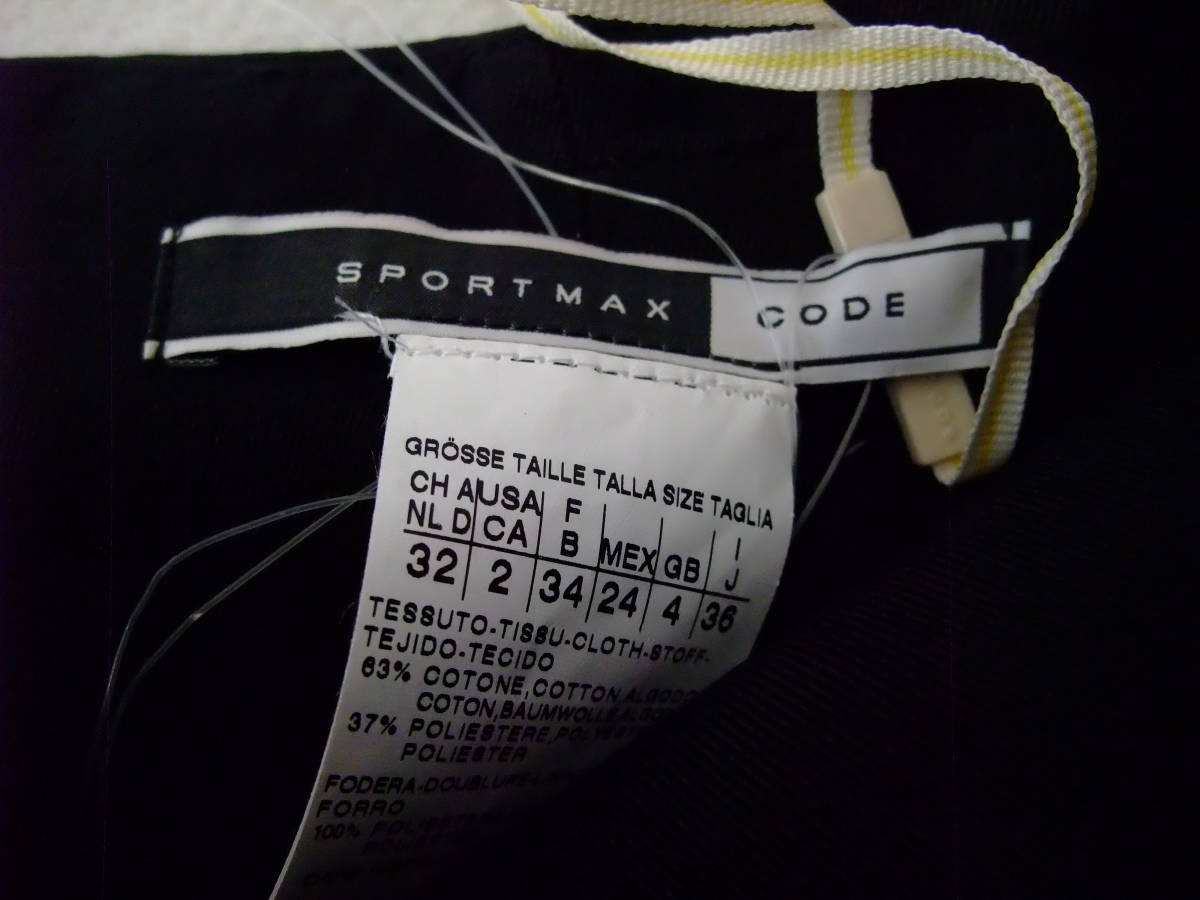 SPORTMAX CODE
GRÖSSE TAILLE TALLA SIZE TAGLIA
CH A USA F MEX GB I
NL D CA B J
32 2 34 24 4 36
TESSUTO-TISSU-CLOTH-STOFF-
TEJIDO-TECIDO
63% COTONE,COTTON,ALGODO
COTON,BAUMWOLLE,ALGO
37% POLIESTERE,POLYEST
POLIESTER
FODERA-DOUBLURE-
FORRO
100%